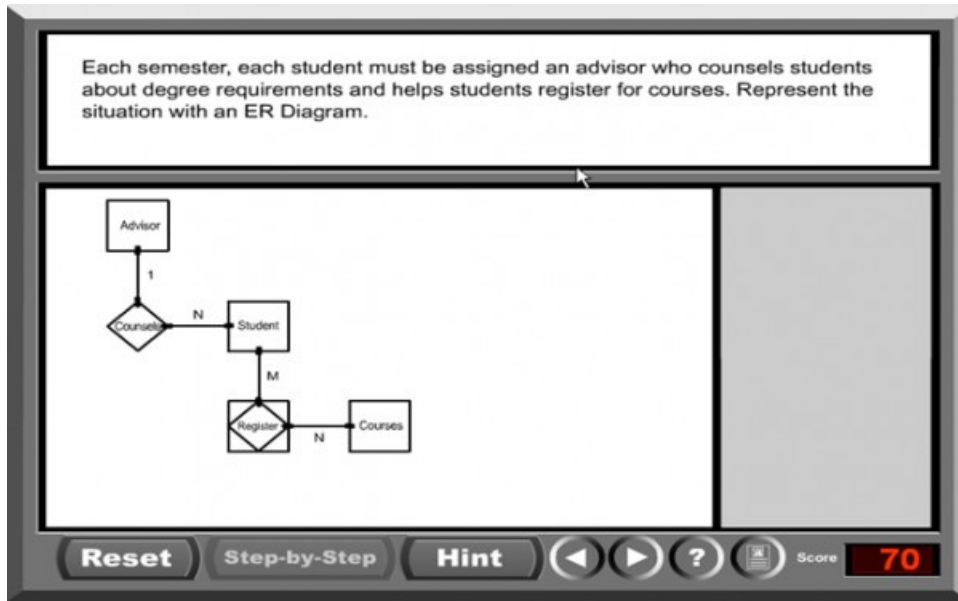 Each semester, each student must be assigned an advisor who counsels students
about degree requirements and helps students register for courses. Represent the
situation with an ER Diagram.
Advisor
1
Counsels
N
Student
M
Register
N
Courses
Reset
Step-by-Step
Hint
?
Score
70